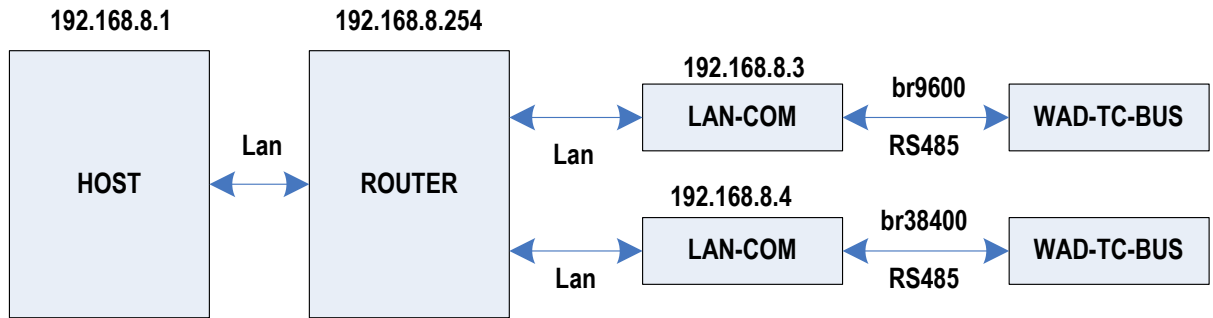 192.168.8.1
192.168.8.254
HOST
Lan
ROUTER
Lan
192.168.8.3
LAN-COM
br9600
RS485
WAD-TC-BUS
Lan
192.168.8.4
LAN-COM
br38400
RS485
WAD-TC-BUS